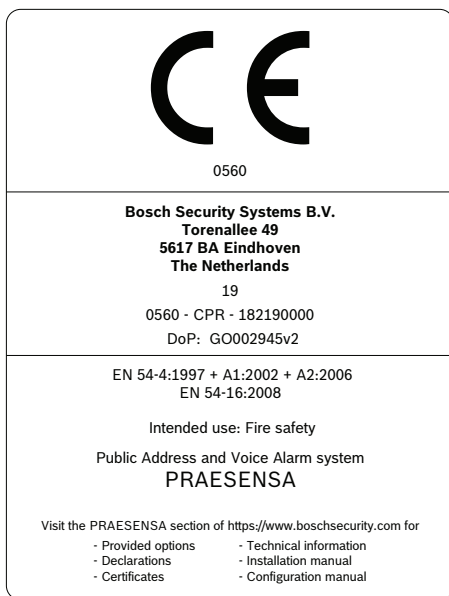 CE
0560
Bosch Security Systems B.V.
Torenallee 49
5617 BA Eindhoven
The Netherlands
19
0560 - CPR - 182190000
DoP: GO002945v2
EN 54-4:1997 + A1:2002 + A2:2006
EN 54-16:2008
Intended use: Fire safety
Public Address and Voice Alarm system
PRAESENSA
Visit the PRAESENSA section of https://www.boschsecurity.com for
- Provided options
- Declarations
- Certificates
- Technical information
- Installation manual
- Configuration manual